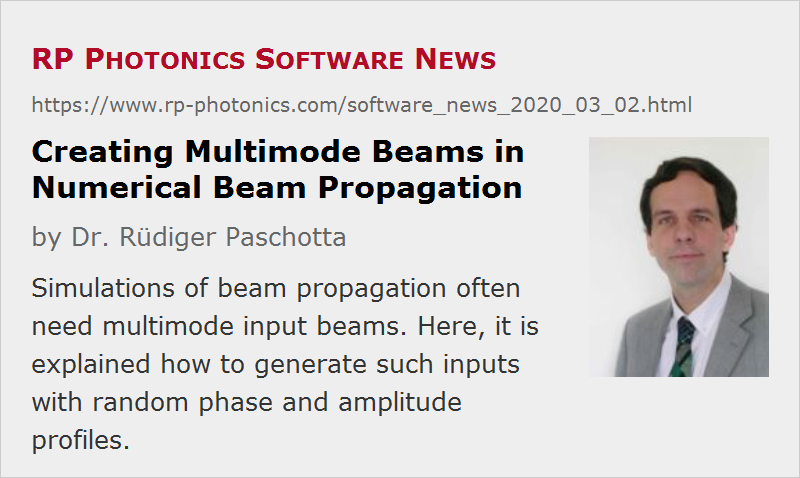 RP Photonics Software News
https://www.rp-photonics.com/software_news_2020_03_02.html
Creating Multimode Beams in
Numerical Beam Propagation
by Dr. Rüdiger Paschotta
Simulations of beam propagation often
need multimode input beams. Here, it is
explained how to generate such inputs
with random phase and amplitude
profiles.